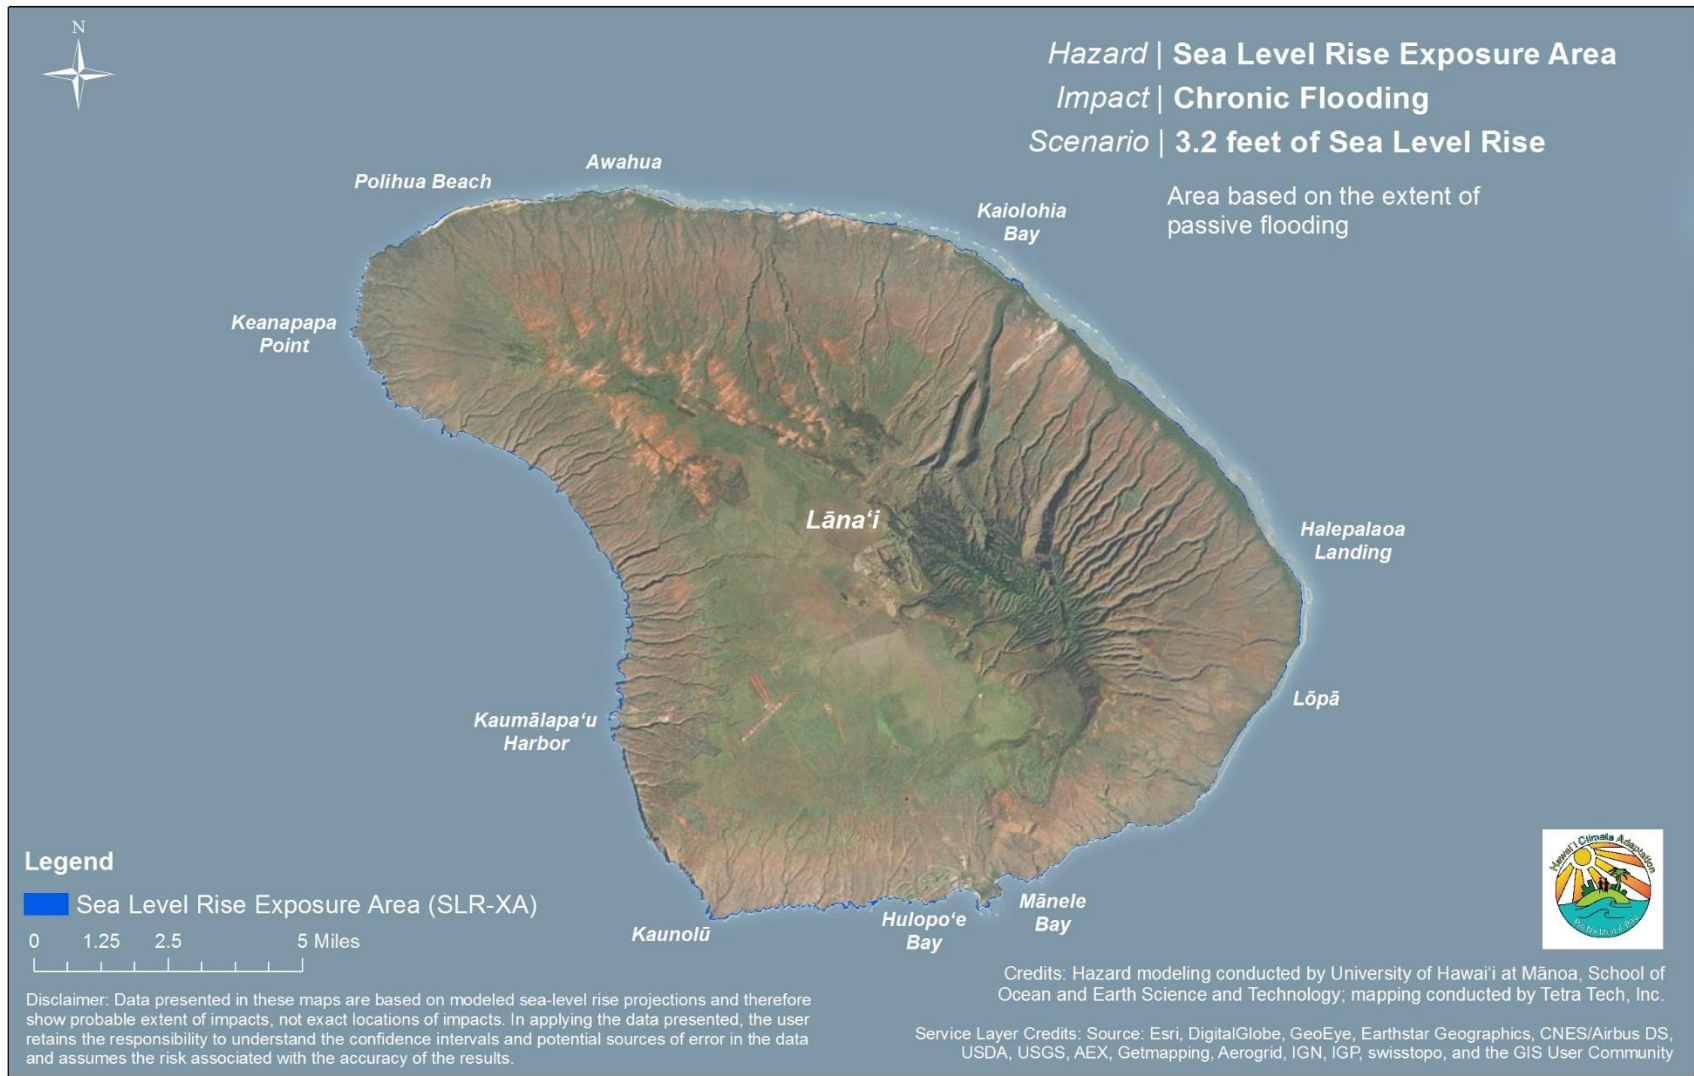 N
Hazard | Sea Level Rise Exposure Area
Impact | Chronic Flooding
Scenario | 3.2 feet of Sea Level Rise
Area based on the extent of
passive flooding
Awahua
Polihua Beach
Kaiolohia
Bay
Keanapapa
Point
Lānaʻi
Halepalaoa
Landing
Lōpā
Kaumālapaʻu
Harbor
Mānele
Bay
Hulopoʻe
Bay
Kaunolū
Legend
Sea Level Rise Exposure Area (SLR-XA)
0 1.25 2.5 5 Miles
Disclaimer: Data presented in these maps are based on modeled sea-level rise projections and therefore
show probable extent of impacts, not exact locations of impacts. In applying the data presented, the user
retains the responsibility to understand the confidence intervals and potential sources of error in the data
and assumes the risk associated with the accuracy of the results.
Hawaiʻi Climate Adaptation
Credits: Hazard modeling conducted by University of Hawaiʻi at Mānoa, School of
Ocean and Earth Science and Technology; mapping conducted by Tetra Tech, Inc.
Service Layer Credits: Source: Esri, DigitalGlobe, GeoEye, Earthstar Geographics, CNES/Airbus DS,
USDA, USGS, AEX, Getmapping, Aerogrid, IGN, IGP, swisstopo, and the GIS User Community